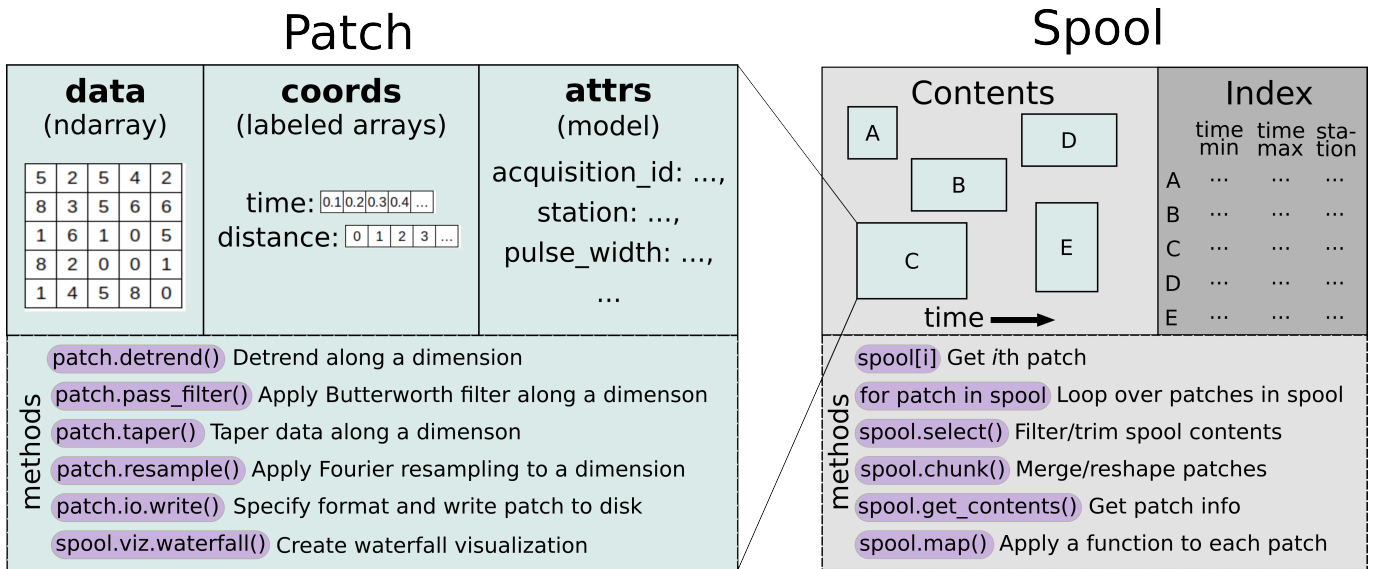 Patch
data
(ndarray)
5 2 5 4 2
8 3 5 6 6
1 6 1 0 5
8 2 0 0 1
1 4 5 8 0
coords
(labeled arrays)
time: 0.1 0.2 0.3 0.4 ...
distance: 0 1 2 3 ...
attrs
(model)
acquisition_id: ...,
station: ...,
pulse_width: ...,
...
methods
patch.detrend() Detrend along a dimension
patch.pass_filter() Apply Butterworth filter along a dimenson
patch.taper() Taper data along a dimenson
patch.resample() Apply Fourier resampling to a dimension
patch.io.write() Specify format and write patch to disk
spool.viz.waterfall() Create waterfall visualization
Spool
Contents
A
D
B
C
E
time
Index
time min
time max
sta-
tion
A ... ... ...
B ... ... ...
C ... ... ...
D ... ... ...
E ... ... ...
methods
spool[i] Get ith patch
for patch in spool Loop over patches in spool
spool.select() Filter/trim spool contents
spool.chunk() Merge/reshape patches
spool.get_contents() Get patch info
spool.map() Apply a function to each patch